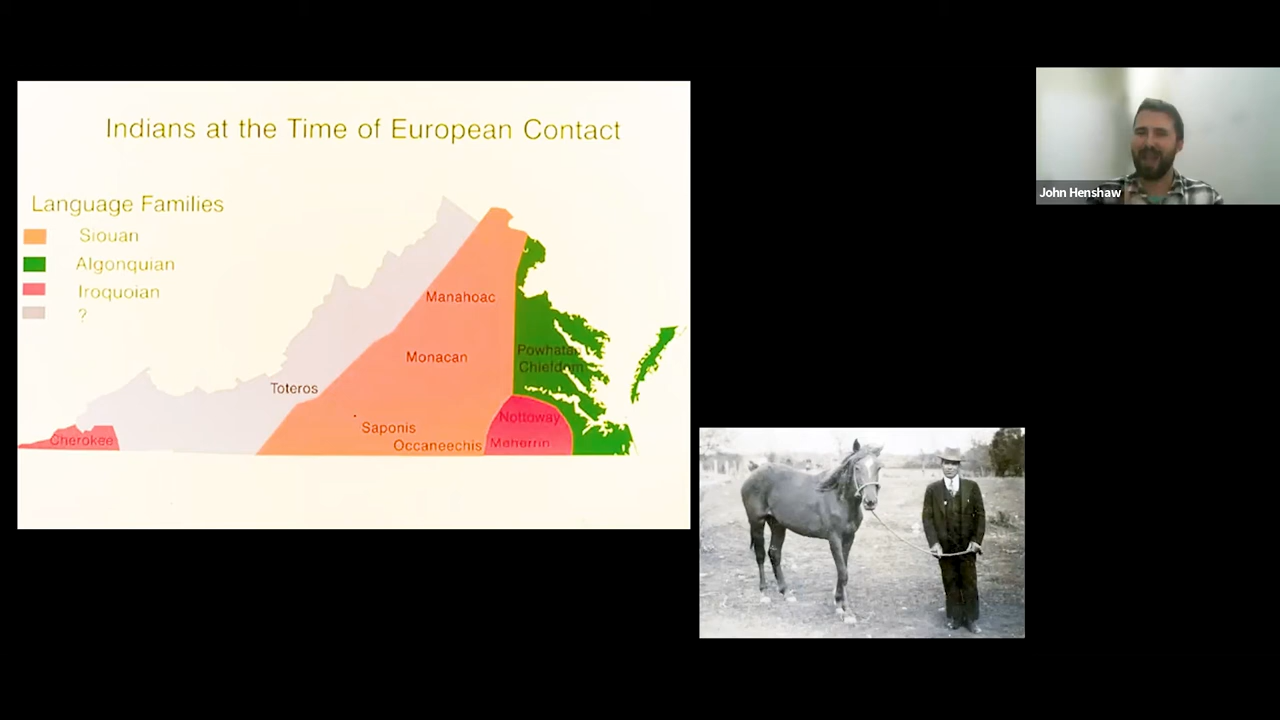 Indians at the Time of European Contact
Language Families
Siouan
Algonquian
Iroquoian
?
Manahoac
Monacan
Powhatan
Chiefdom
Toteros
Saponis
Occaneechis
Nottoway
Meherrin
Cherokee
John Henshaw